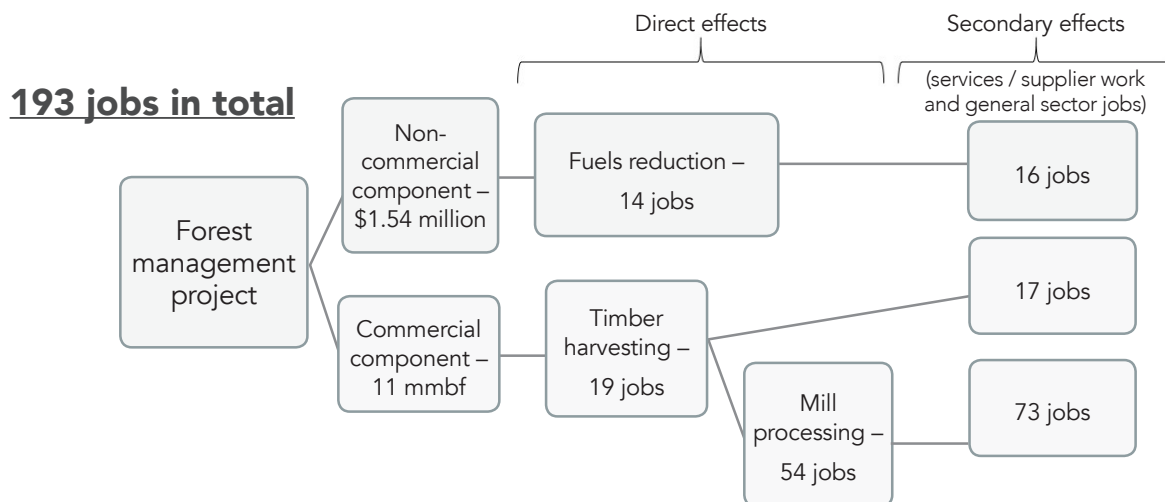 Direct effects
Secondary effects
(services / supplier work
and general sector jobs)
193 jobs in total
Forest
management
project
Non-
commercial
component –
$1.54 million
Fuels reduction –
14 jobs
16 jobs
Commercial
component –
11 mmbf
Timber
harvesting –
19 jobs
17 jobs
Mill
processing –
54 jobs
73 jobs